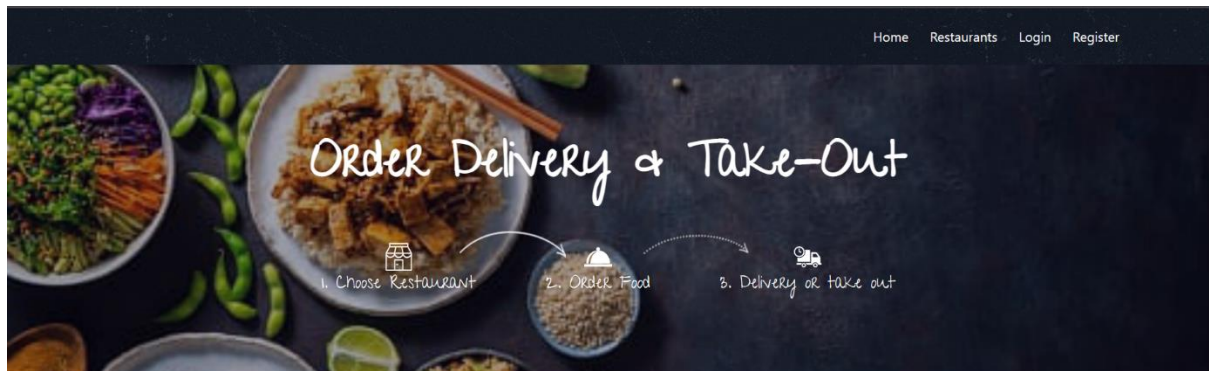 Home Restaurants Login Register
Order Delivery & Take-Out
1. Choose Restaurant 2. Order Food 3. Delivery or take out